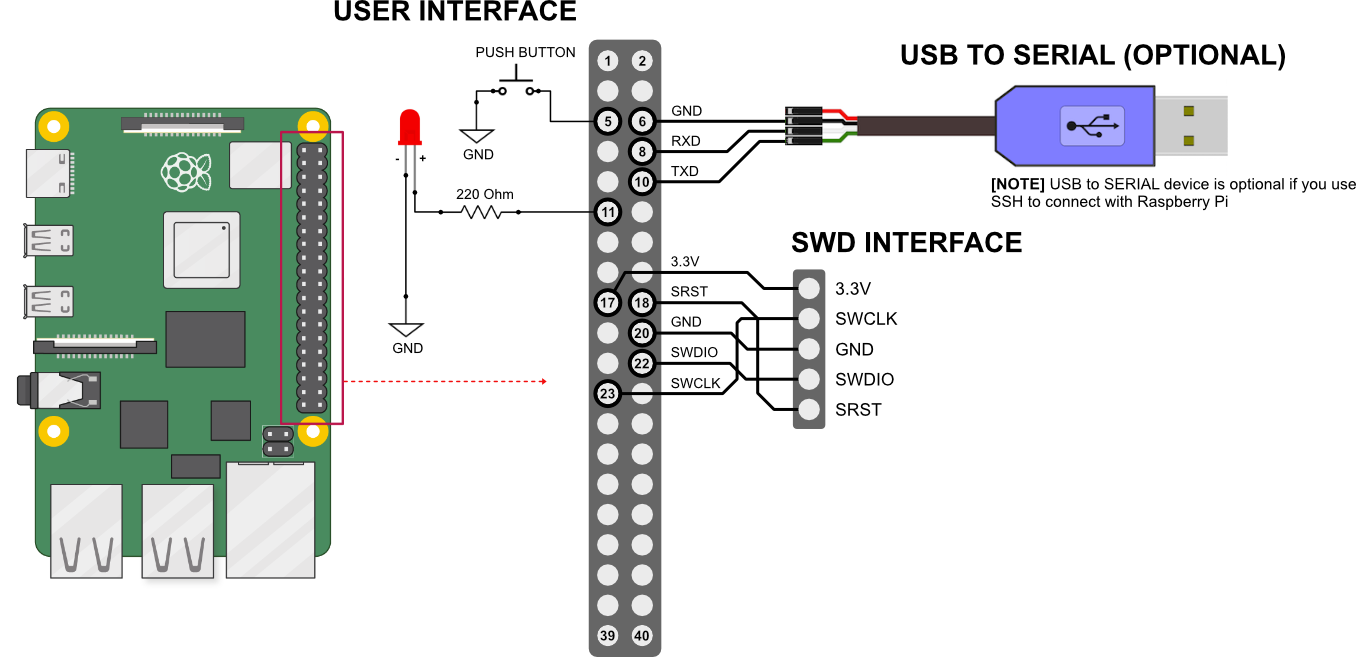 USER INTERFACE
PUSH BUTTON
GND
- +
220 Ohm
GND
1 2
5 6
8
10
11
17 18
20
22
23
39 40
GND
RXD
TXD
3.3V
SRST
GND
SWDIO
SWCLK
USB TO SERIAL (OPTIONAL)
[NOTE] USB to SERIAL device is optional if you use
SSH to connect with Raspberry Pi
SWD INTERFACE
3.3V
SWCLK
GND
SWDIO
SRST